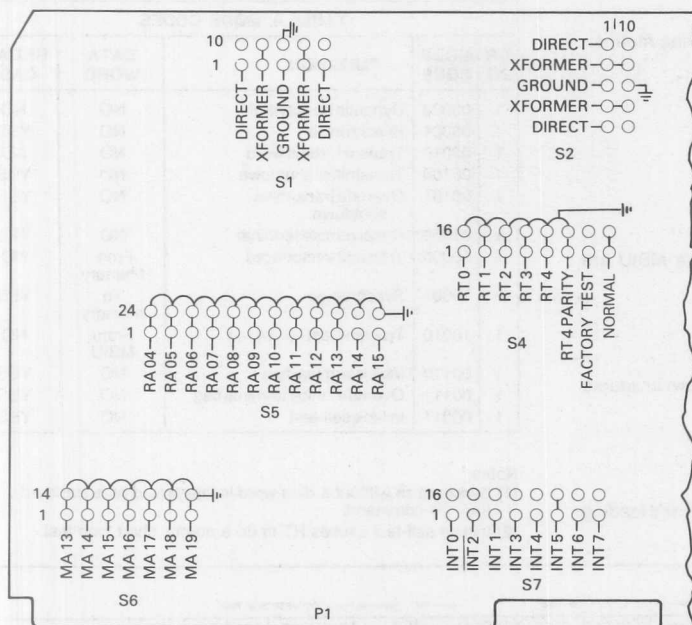 10
1
DIRECT
XFORMER
GROUND
XFORMER
DIRECT
S1
1 10
DIRECT
XFORMER
GROUND
XFORMER
DIRECT
S2
16
1
RT 0
RT 1
RT 2
RT 3
RT 4
RT 4 PARITY
FACTORY TEST
NORMAL
S4
24
1
RA 04
RA 05
RA 06
RA 07
RA 08
RA 09
RA 10
RA 11
RA 12
RA 13
RA 14
RA 15
S5
14
1
MA 13
MA 14
MA 15
MA 16
MA 17
MA 18
MA 19
S6
16
1
INT 0
INT 2
INT 1
INT 3
INT 4
INT 5
INT 6
INT 7
S7
P1